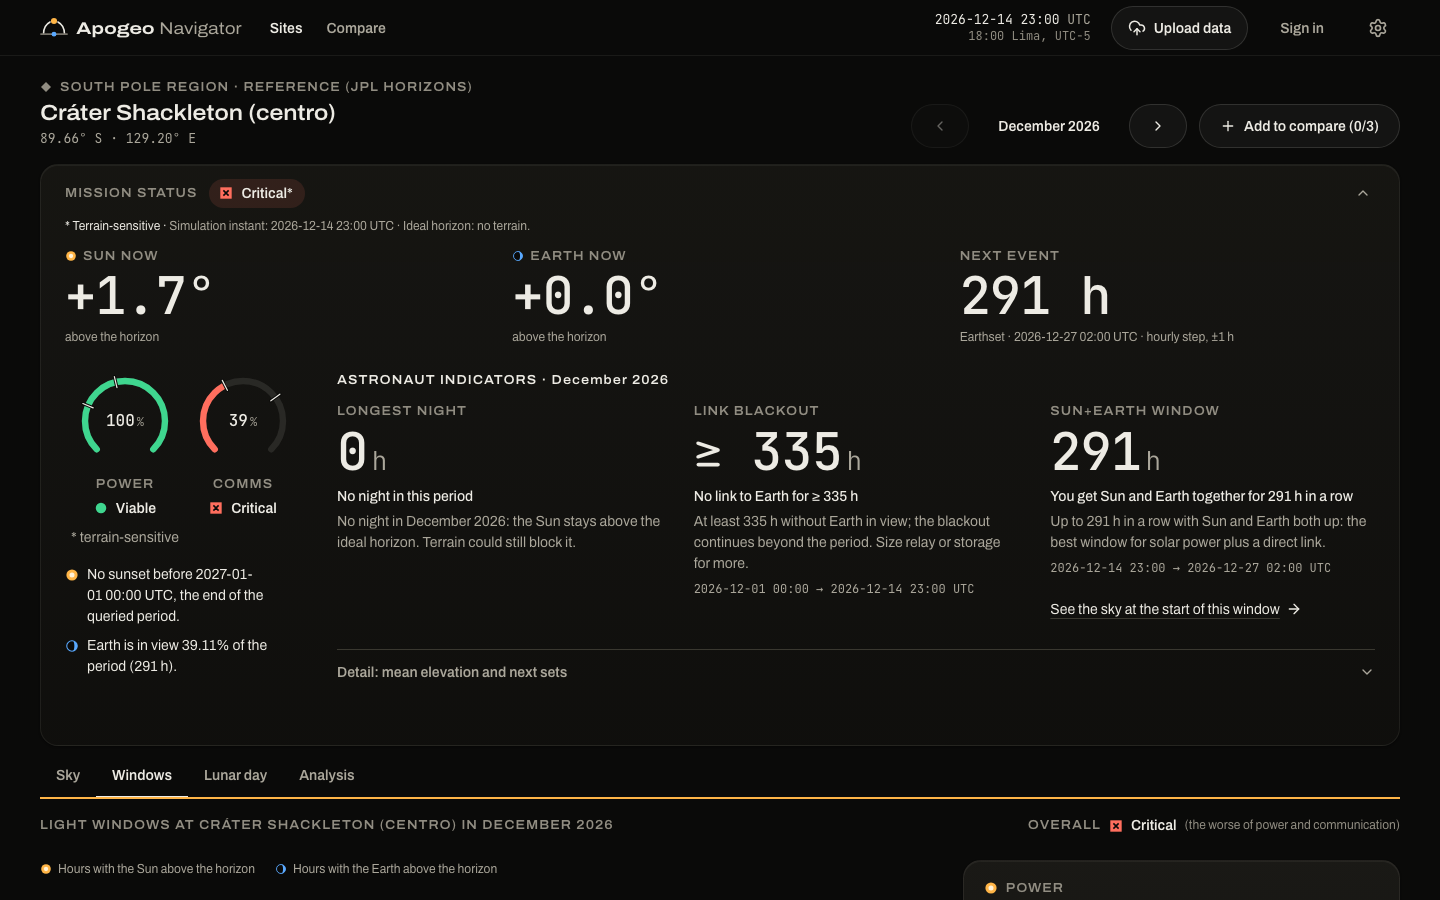 Apogeo Navigator
Sites
Compare
2026-12-14 23:00 UTC
18:00 Lima, UTC-5
Upload data
Sign in
SOUTH POLE REGION · REFERENCE (JPL HORIZONS)
Cráter Shackleton (centro)
89.66° S · 129.20° E
December 2026
Add to compare (0/3)
MISSION STATUS
Critical*
* Terrain-sensitive · Simulation instant: 2026-12-14 23:00 UTC · Ideal horizon: no terrain.
SUN NOW
+1.7°
above the horizon
EARTH NOW
+0.0°
above the horizon
NEXT EVENT
291 h
Earthset · 2026-12-27 02:00 UTC · hourly step, ±1 h
100%
39%
POWER
COMMS
Viable
Critical
* terrain-sensitive
No sunset before 2027-01-
01 00:00 UTC, the end of the
queried period.
Earth is in view 39.11% of the
period (291 h).
ASTRONAUT INDICATORS · December 2026
LONGEST NIGHT
0 h
No night in this period
No night in December 2026: the Sun stays above the
ideal horizon. Terrain could still block it.
LINK BLACKOUT
≥ 335 h
No link to Earth for ≥ 335 h
At least 335 h without Earth in view; the blackout
continues beyond the period. Size relay or storage
for more.
2026-12-01 00:00 → 2026-12-14 23:00 UTC
SUN+EARTH WINDOW
291 h
You get Sun and Earth together for 291 h in a row
Up to 291 h in a row with Sun and Earth both up: the
best window for solar power plus a direct link.
2026-12-14 23:00 → 2026-12-27 02:00 UTC
See the sky at the start of this window →
Detail: mean elevation and next sets
Sky
Windows
Lunar day
Analysis
LIGHT WINDOWS AT CRÁTER SHACKLETON (CENTRO) IN DECEMBER 2026
OVERALL Critical (the worse of power and communication)
Hours with the Sun above the horizon
Hours with the Earth above the horizon
POWER